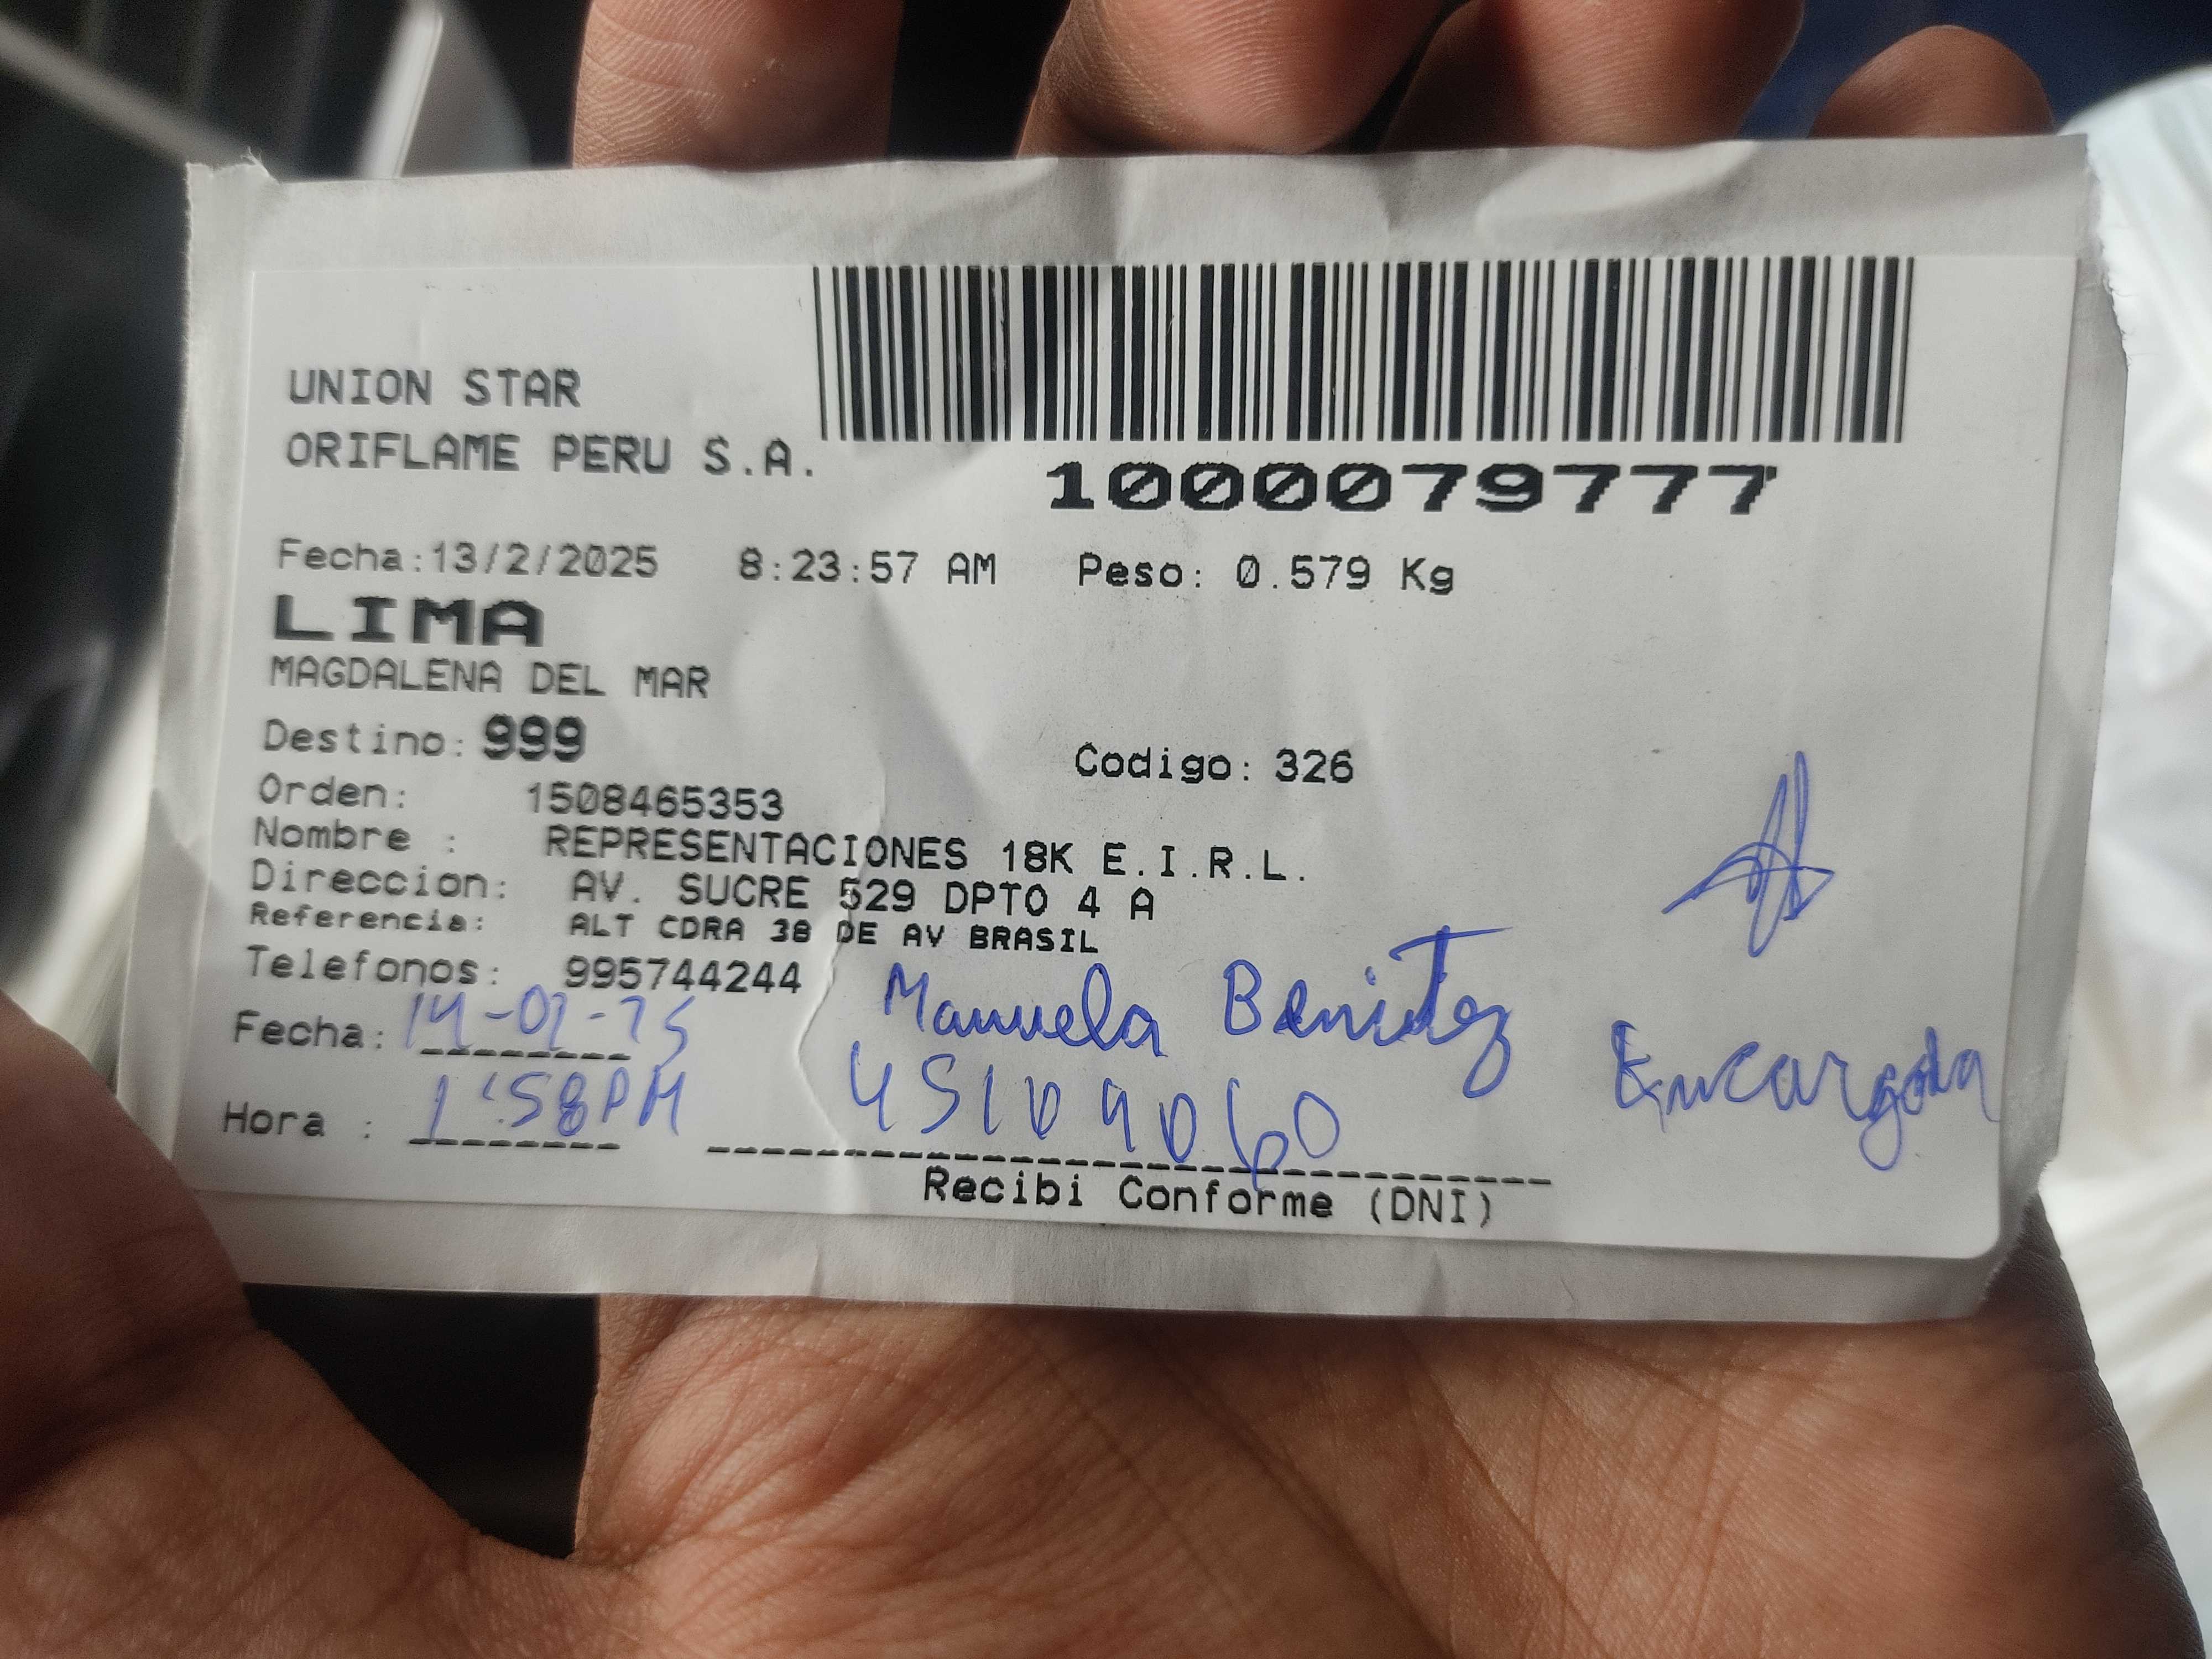 UNION STAR
ORIFLAME PERU S.A.
1000079777
Fecha:13/2/2025 8:23:57 AM Peso: 0.579 Kg
LIMA
MAGDALENA DEL MAR
Destino: 999 Codigo: 326
Orden: 1508465353
Nombre : REPRESENTACIONES 18K E.I.R.L.
Direccion: AV. SUCRE 529 DPTO 4 A
Referencia: ALT CDRA 38 DE AV BRASIL
Telefonos: 995744244
Manuela Benitez
Fecha: 14-02-25
Encargada
Hora : 1:58PM
Recibi Conforme (DNI)